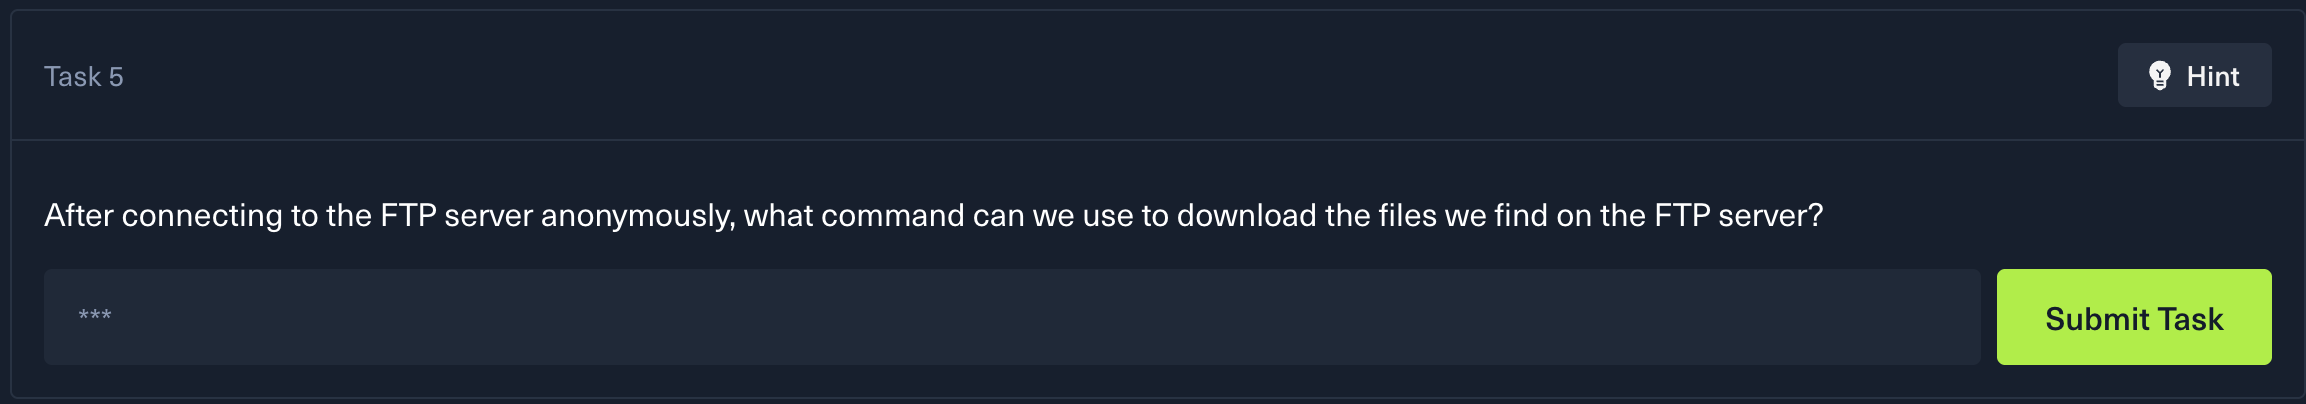 Task 5
Hint
After connecting to the FTP server anonymously, what command can we use to download the files we find on the FTP server?
***
Submit Task